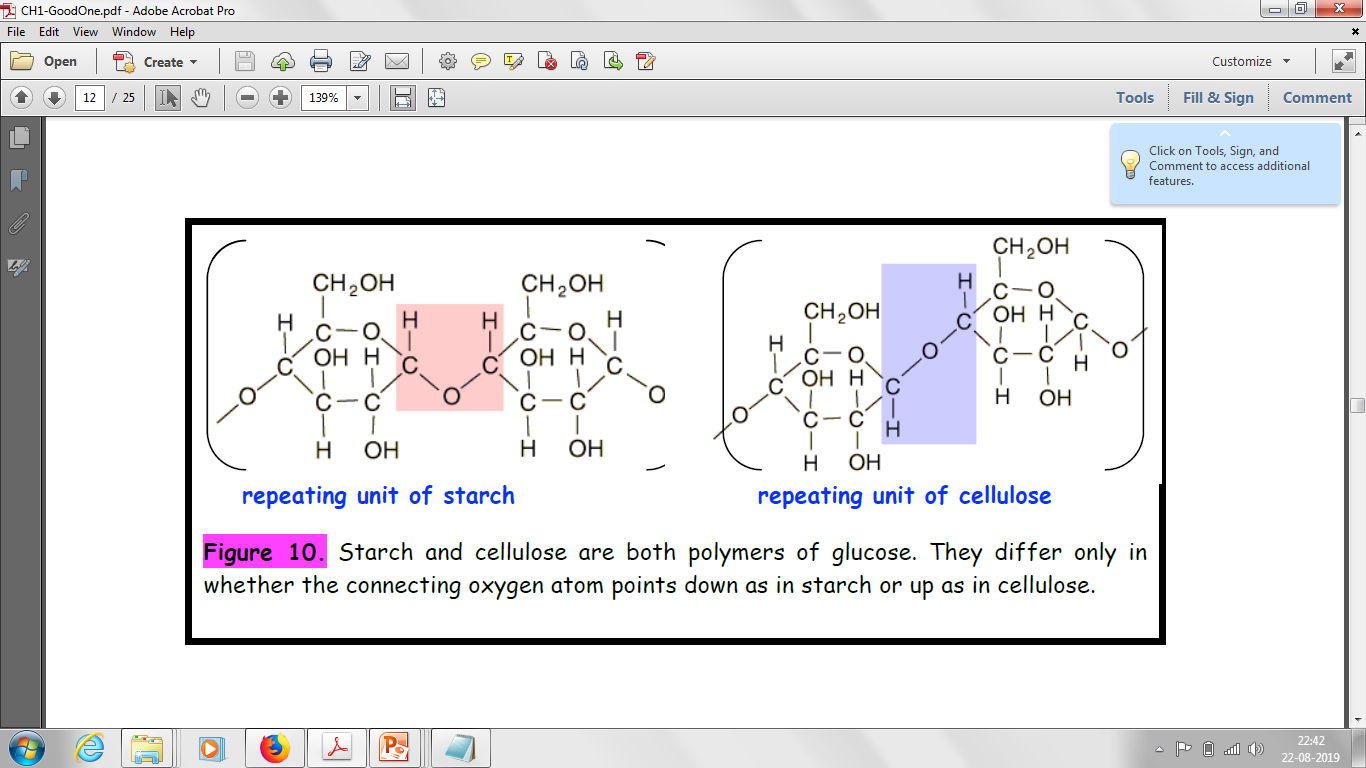 CH1-GoodOne.pdf - Adobe Acrobat Pro
File Edit View Window Help
Open Create Customize
12 / 25 139% Tools Fill & Sign Comment
Click on Tools, Sign, and
Comment to access additional
features.
CH2OH CH2OH
H C O H H C O H
OH H OH H
C C C C
O C C O C C O
H OH H OH
repeating unit of starch
CH2OH
H C O
CH2OH C OH H C
H C O O C C H O
OH H H OH
C C
O C C H
H OH
repeating unit of cellulose
Figure 10. Starch and cellulose are both polymers of glucose. They differ only in
whether the connecting oxygen atom points down as in starch or up as in cellulose.
22:42
22-08-2019